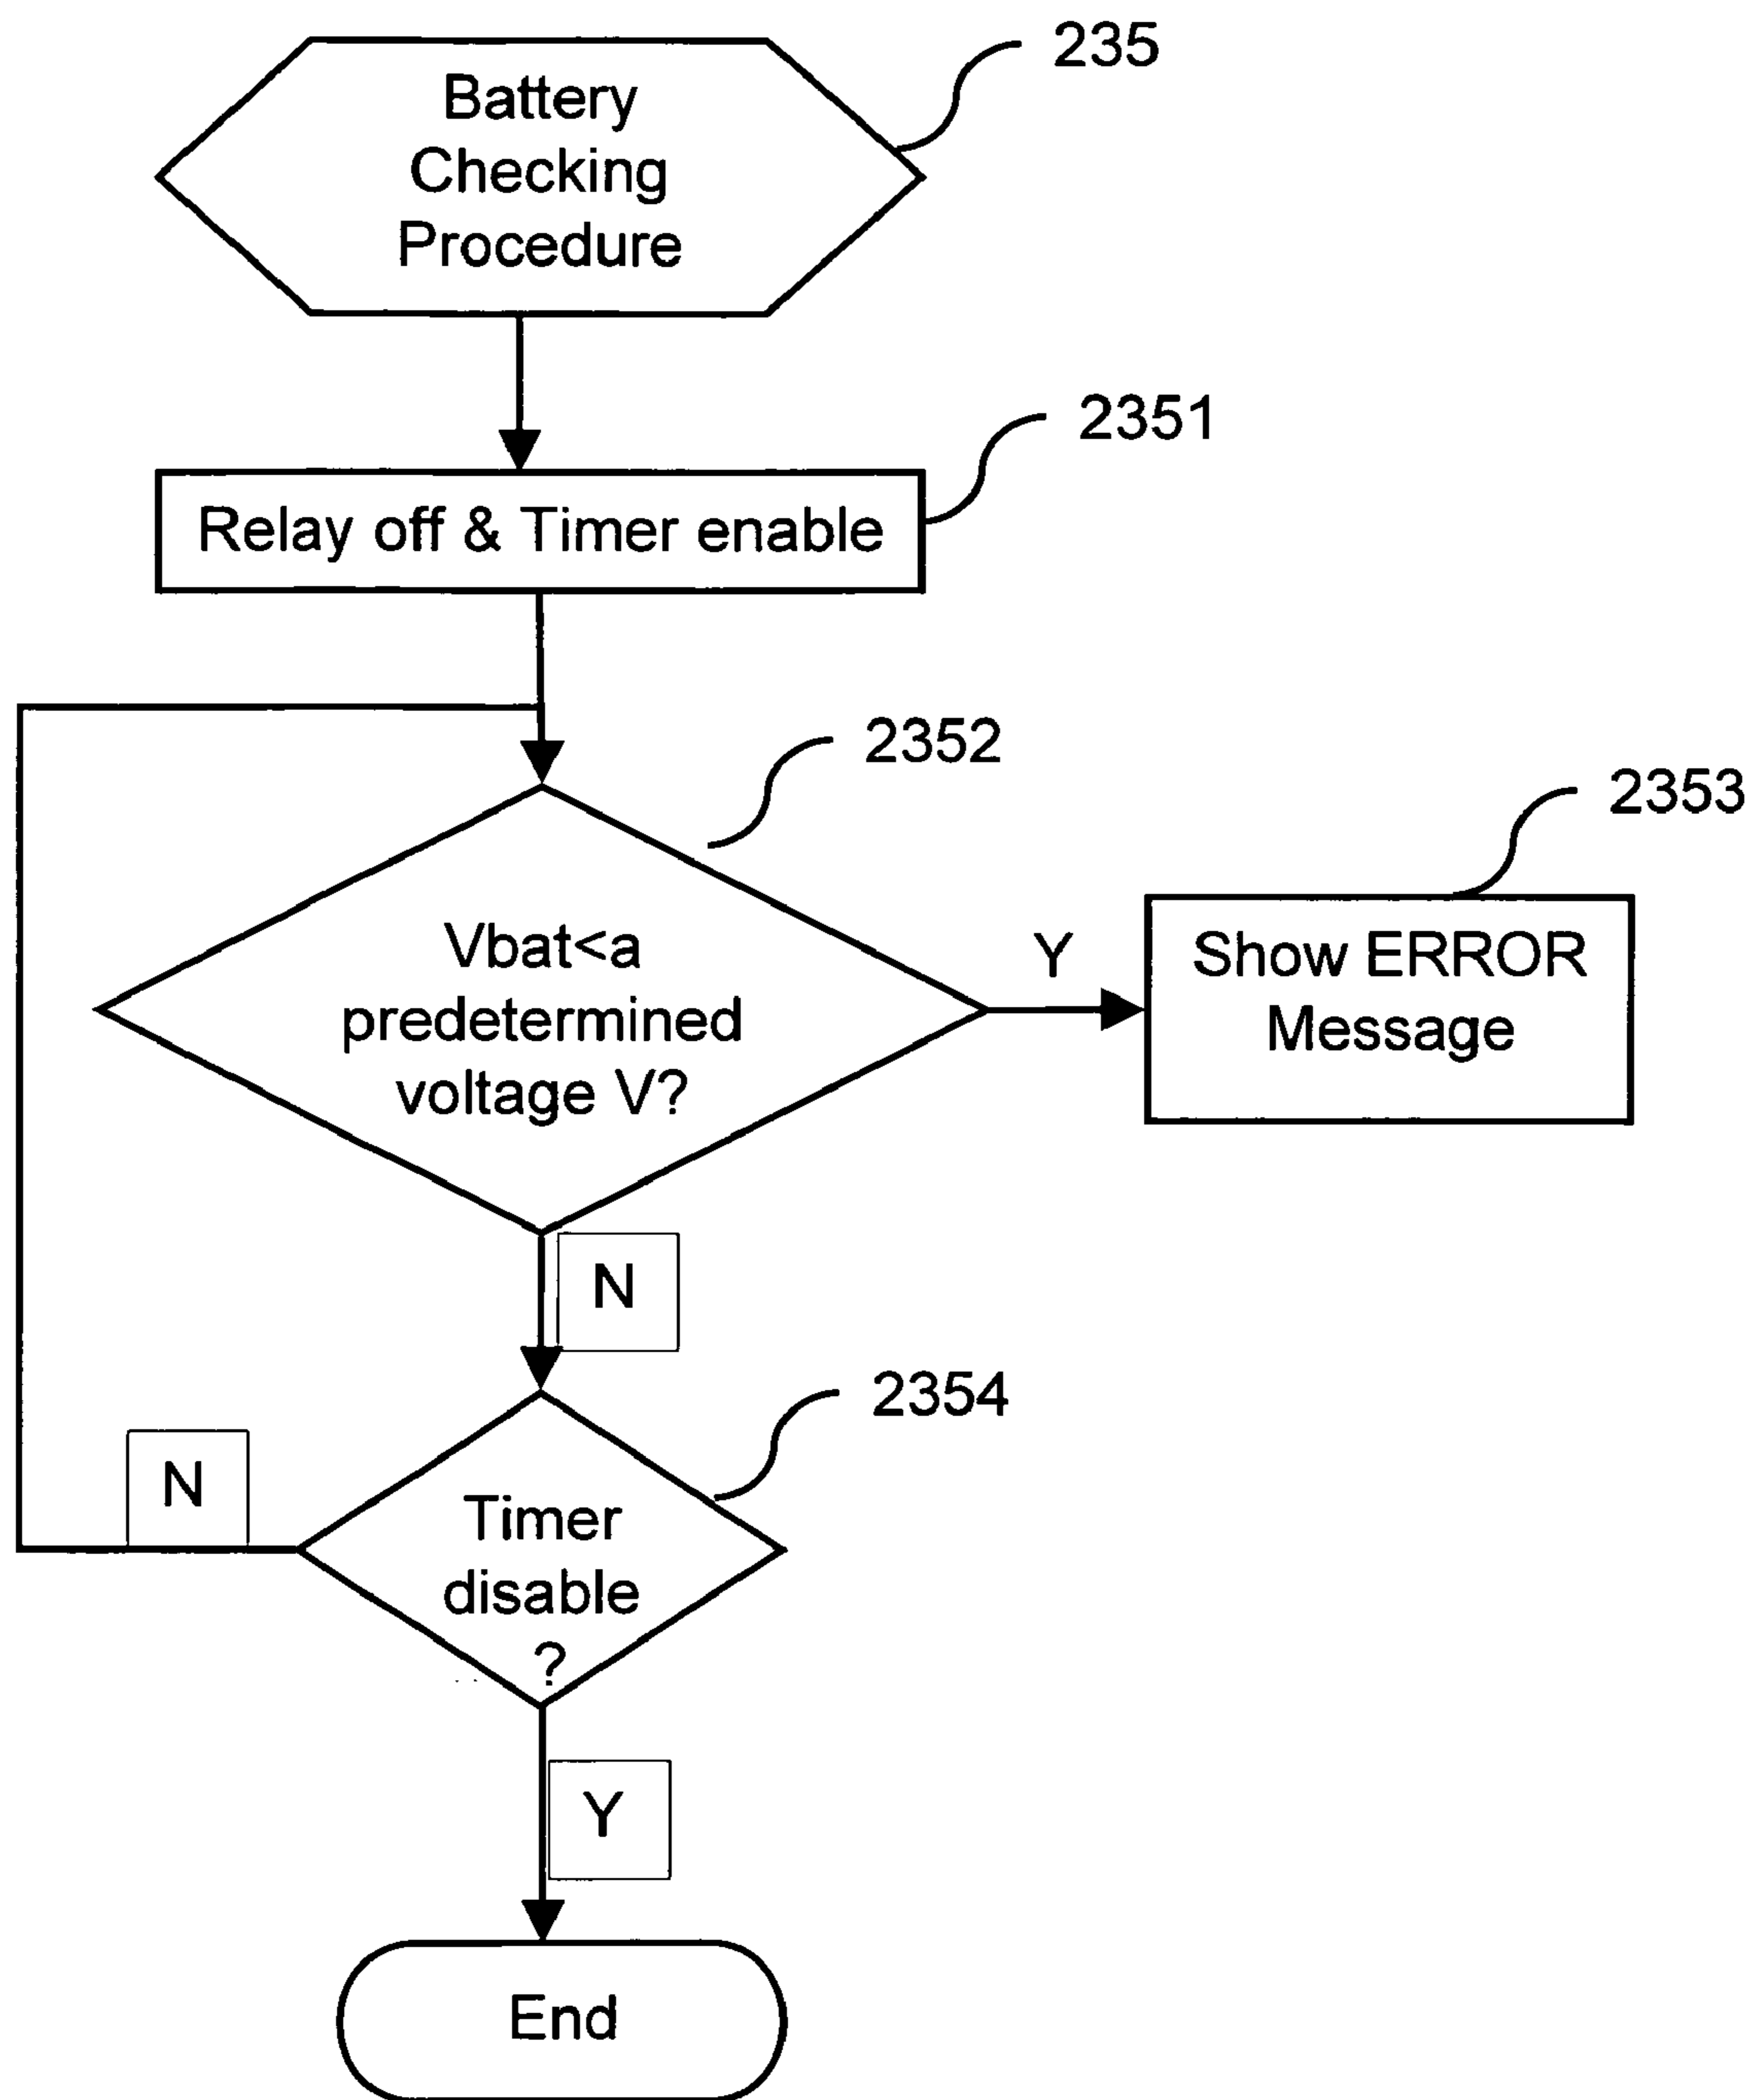 Battery
Checking
Procedure
235
Relay off & Timer enable
2351
2352
Vbat<a
predetermined
voltage V?
Y
2353
Show ERROR
Message
N
2354
N
Timer
disable
?
Y
End